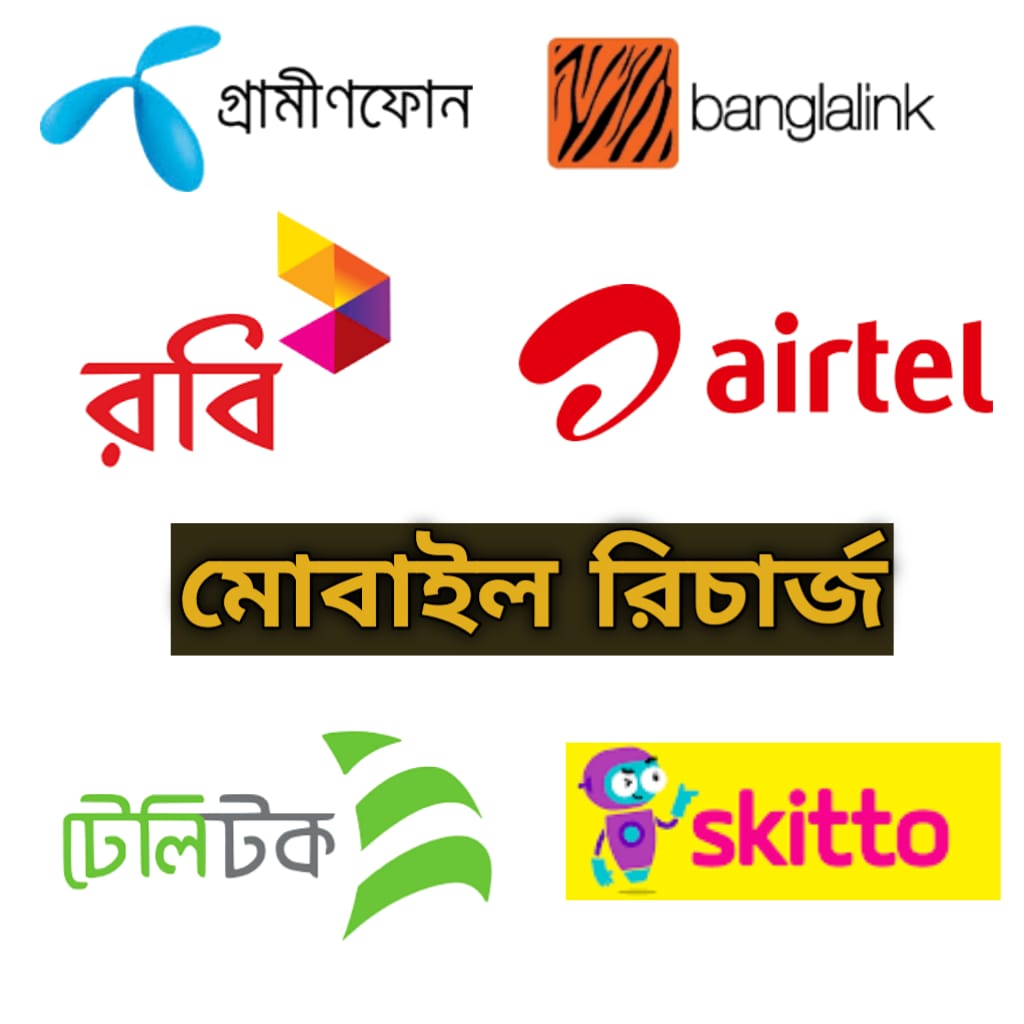 গ্রামীণফোন
banglalink
রবি
airtel
মোবাইল রিচার্জ
টেলিটক
skitto